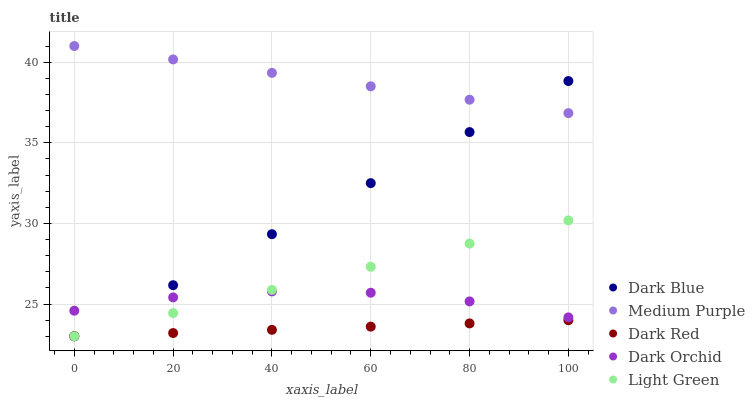 title
yaxis_label
40
35
30
25
0
20
40
60
80
100
xaxis_label
Dark Blue
Medium Purple
Dark Red
Dark Orchid
Light Green